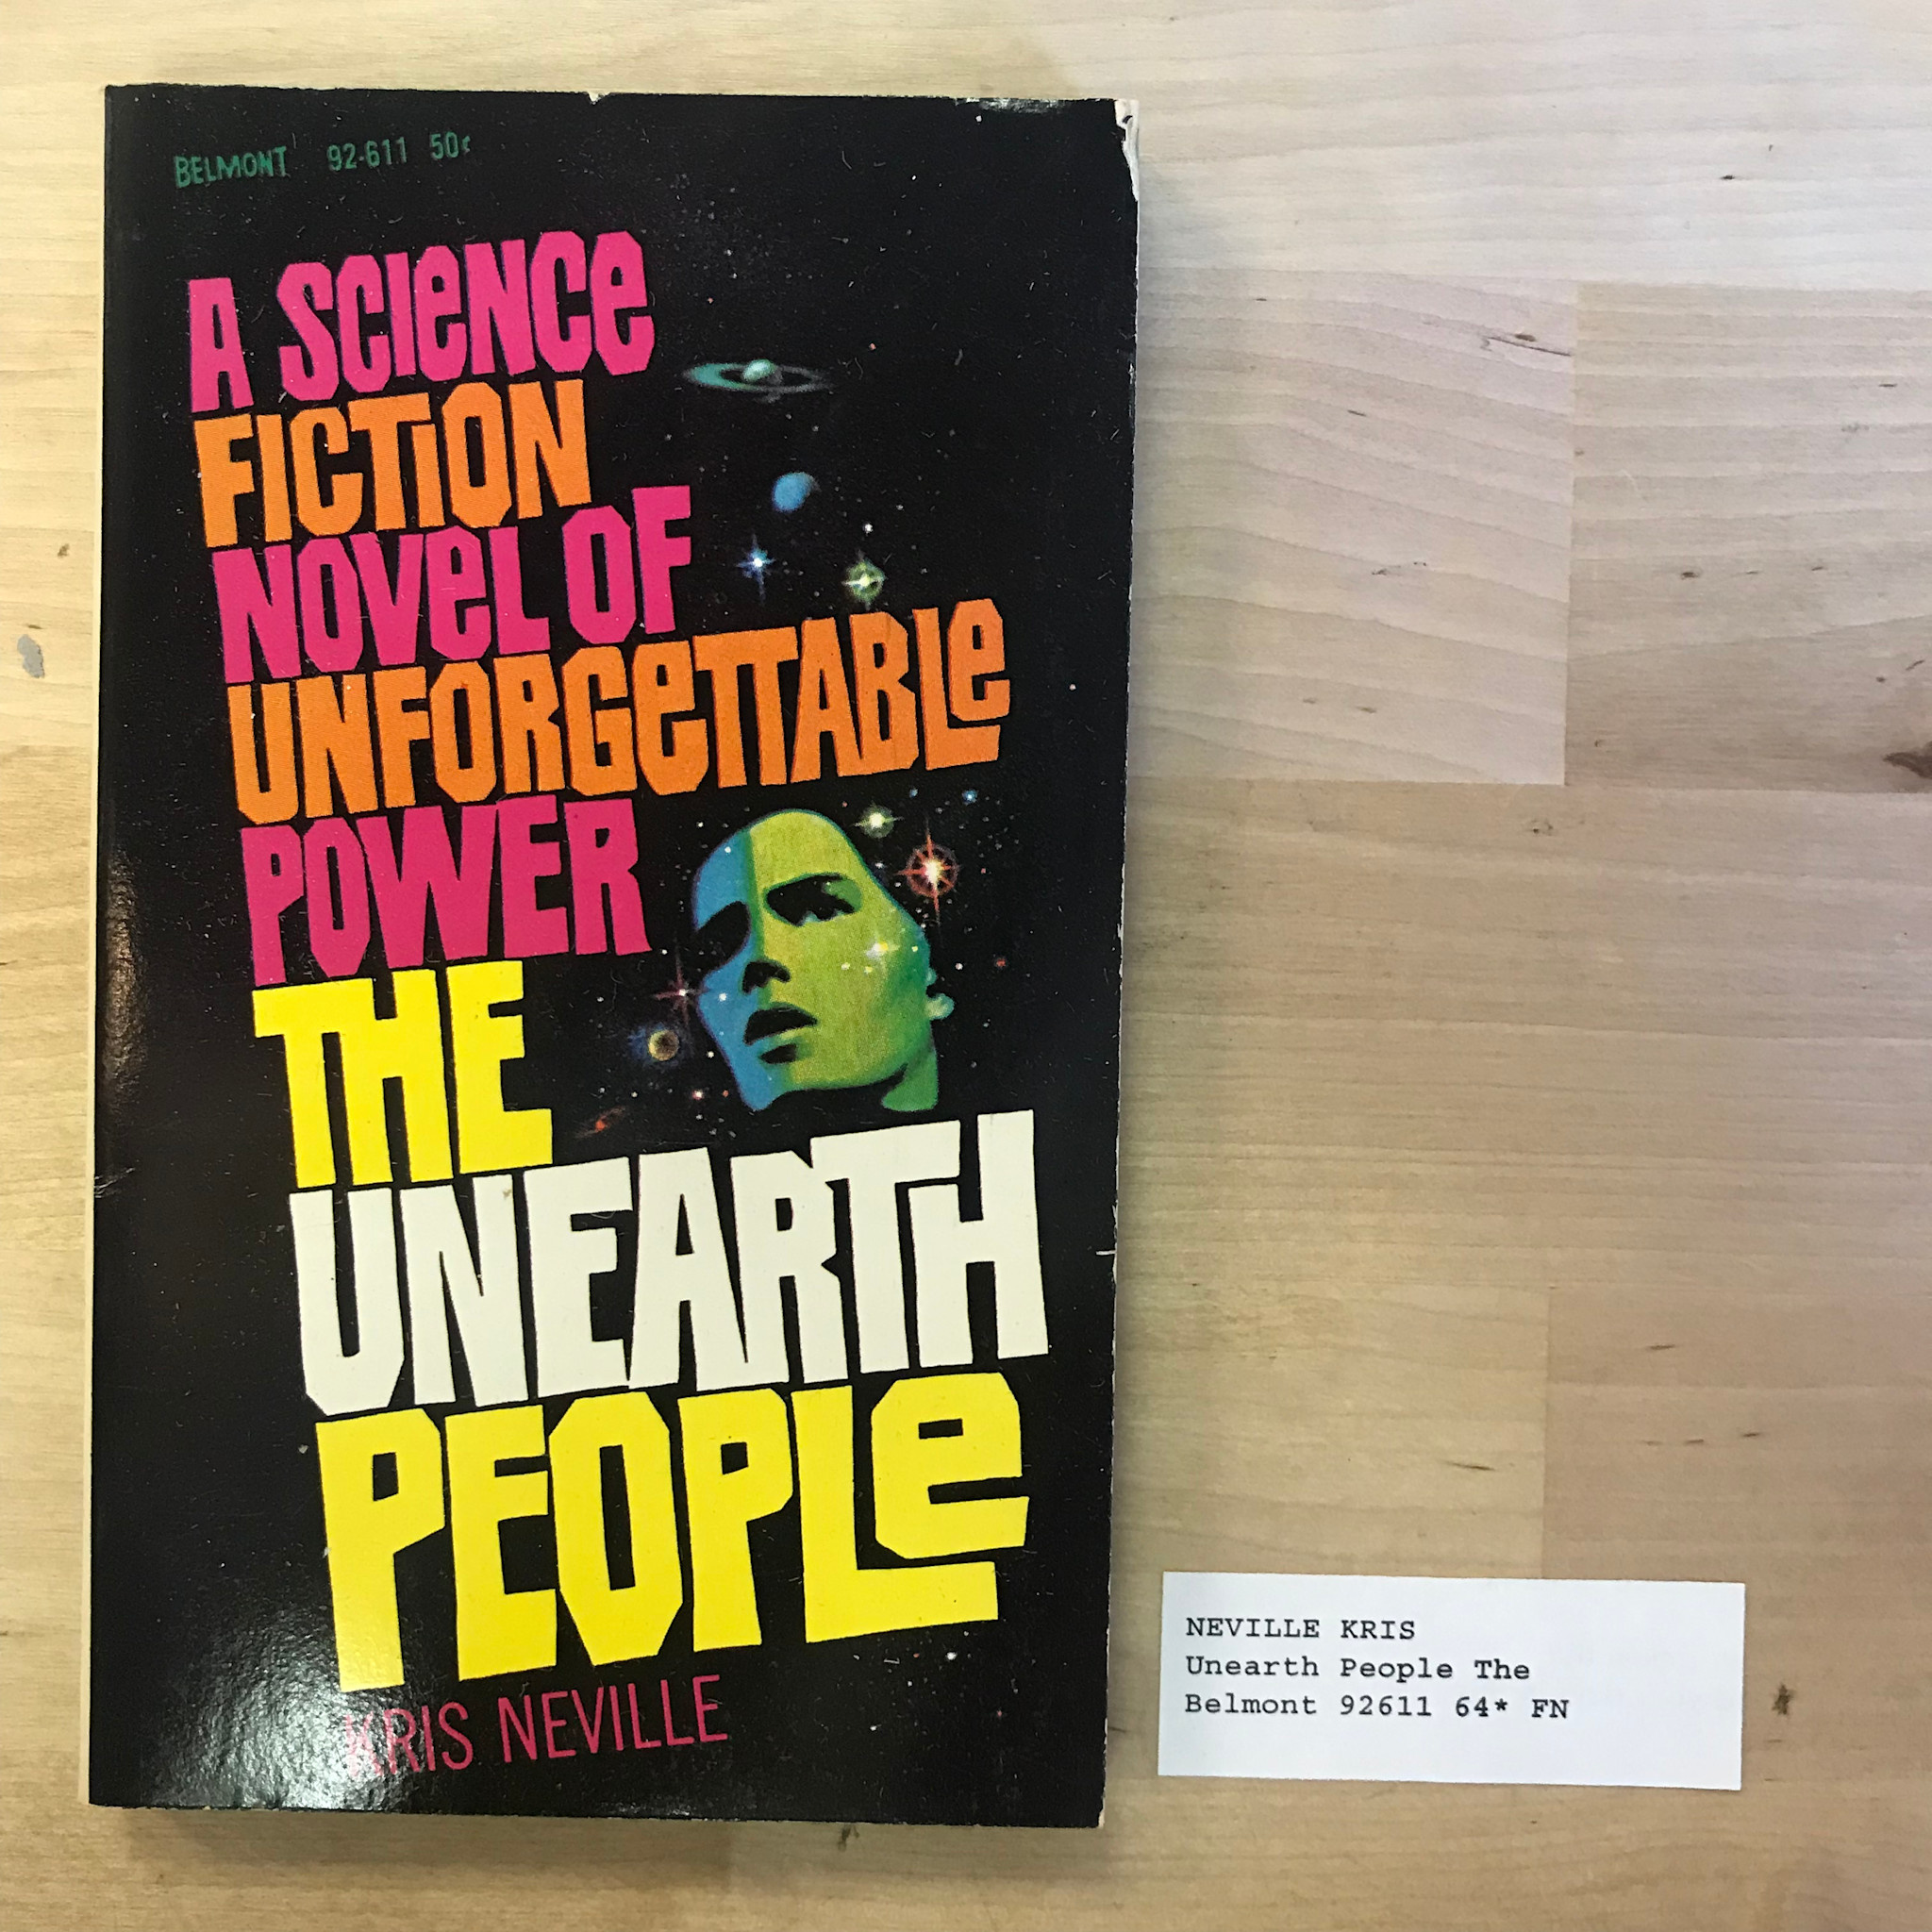 BELMONT 92-611 50¢
A SCIENCE
FICTION
NOVEL OF
UNFORGETTABLE
POWER
THE
UNEARTH
PEOPLE
KRIS NEVILLE
NEVILLE KRIS
Unearth People The
Belmont 92611 64* FN